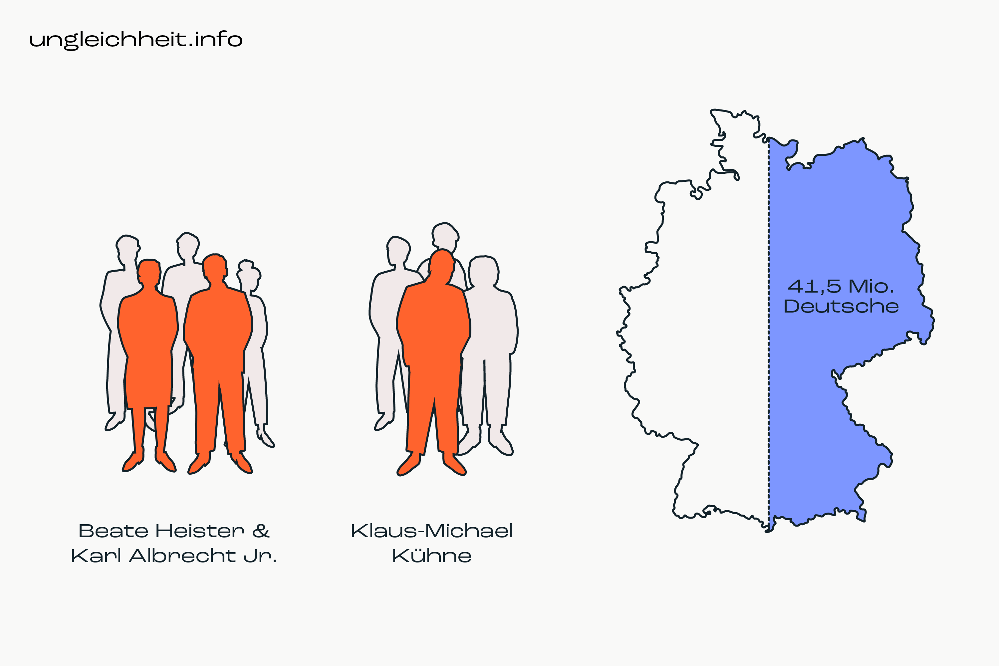 ungleichheit.info
41,5 Mio.
Deutsche
Beate Heister &
Karl Albrecht Jr.
Klaus-Michael
Kühne